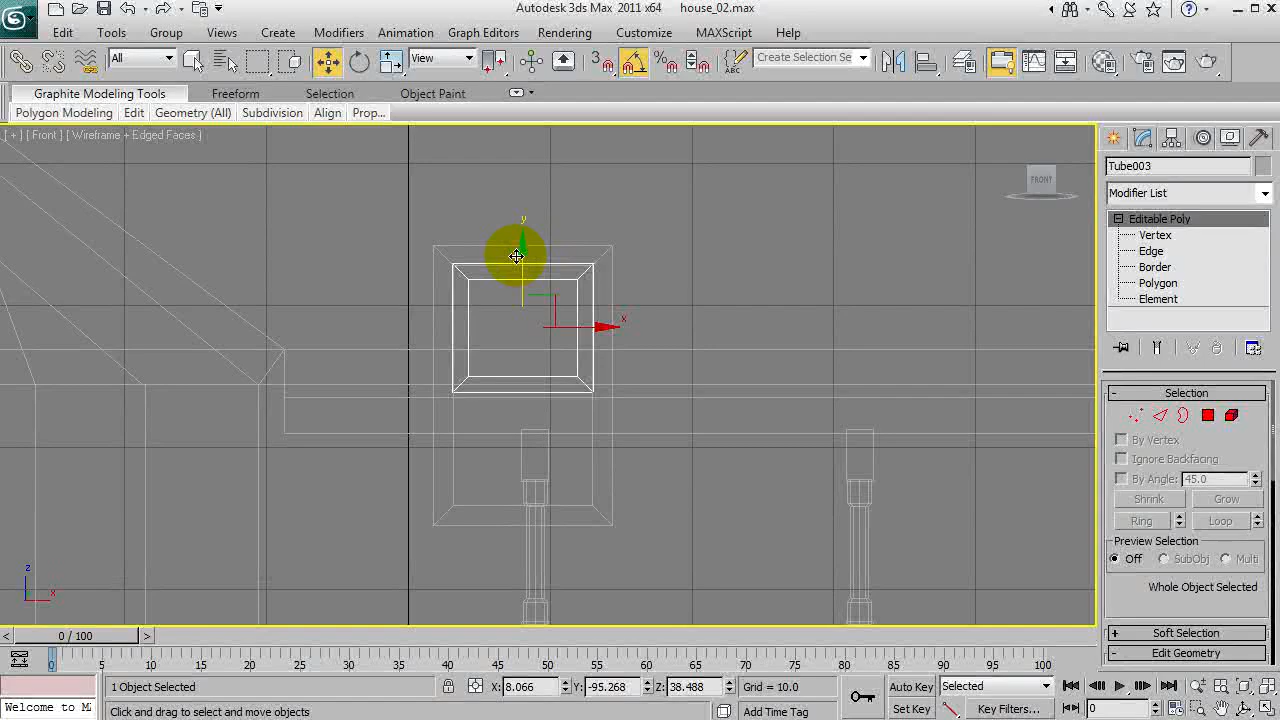 Autodesk 3ds Max 2011 x64 house_02.max
Edit Tools Group Views Create Modifiers Animation Graph Editors Rendering Customize MAXScript Help
All View 3 Create Selection Se
Graphite Modeling Tools Freeform Selection Object Paint
Polygon Modeling Edit Geometry (All) Subdivision Align Prop...
[ + ] [ Front ] [ Wireframe + Edged Faces ]
FRONT
y
x
z
x
Tube003
Modifier List
Editable Poly
Vertex
Edge
Border
Polygon
Element
- Selection
By Vertex
Ignore Backfacing
By Angle: 45.0
Shrink Grow
Ring Loop
Preview Selection
Off SubObj Multi
Whole Object Selected
+ Soft Selection
- Edit Geometry
< 0 / 100 >
0 5 10 15 20 25 30 35 40 45 50 55 60 65 70 75 80 85 90 95 100
1 Object Selected X: 8.066 Y: -95.268 Z: 38.488 Grid = 10.0 Auto Key Selected
Welcome to M Click and drag to select and move objects Add Time Tag Set Key Key Filters... 0